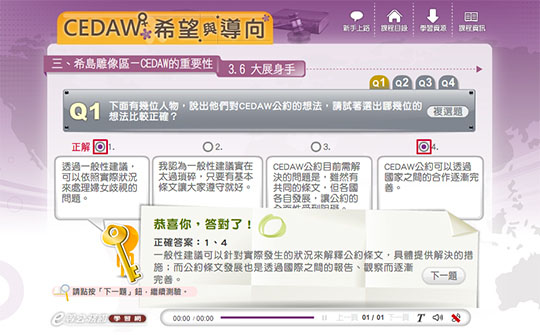 CEDAW 希望與導向
新手上路 課程目錄 學習資源 課程資訊
三、希島雕像區－CEDAW的重要性
3.6 大展身手
Q1 Q2 Q3 Q4
Q1 下面有幾位人物，說出他們對CEDAW公約的想法，請試著選出哪幾位的
想法比較正確？
複選題
正解 1. 2. 3. 4.
透過一般性建議，
可以依照實際狀況
來處理婦女歧視的
問題。
我認為一般性建議實在
太過瑣碎，只要有基本
條文讓大家遵守就好。
CEDAW公約目前需解
決的問題是，雖然有
共同的條文，但各國
各自發展，讓公約的
CEDAW公約可以透過
國家之間的合作逐漸完
善。
恭喜你，答對了！
正確答案：1、4
一般性建議可以針對實際發生的狀況來解釋公約條文，具體提供解決的措
施；而公約條文發展也是透過國際之間的報告、觀察而逐漸
完善。
下一題
請點按「下一題」鈕，繼續測驗。
學習網
00:00 / 00:00
上一頁 01 / 01 下一頁 T